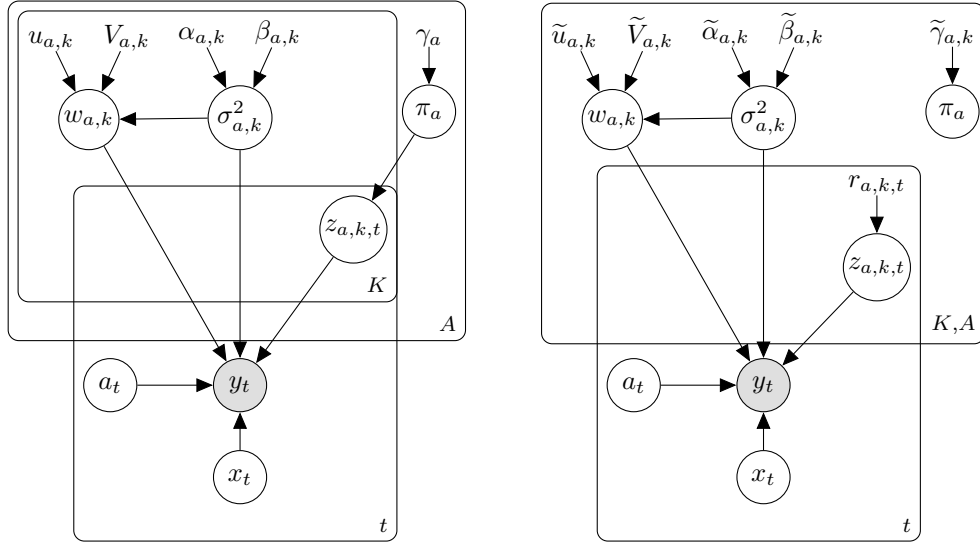 u_{a,k} V_{a,k} α_{a,k} β_{a,k} γ_a
w_{a,k} σ²_{a,k} π_a
z_{a,k,t}
K
A
a_t y_t
x_t
t
ũ_{a,k} Ṽ_{a,k} α̃_{a,k} β̃_{a,k} γ̃_{a,k}
w_{a,k} σ²_{a,k} π_a
r_{a,k,t}
z_{a,k,t}
K,A
a_t y_t
x_t
t